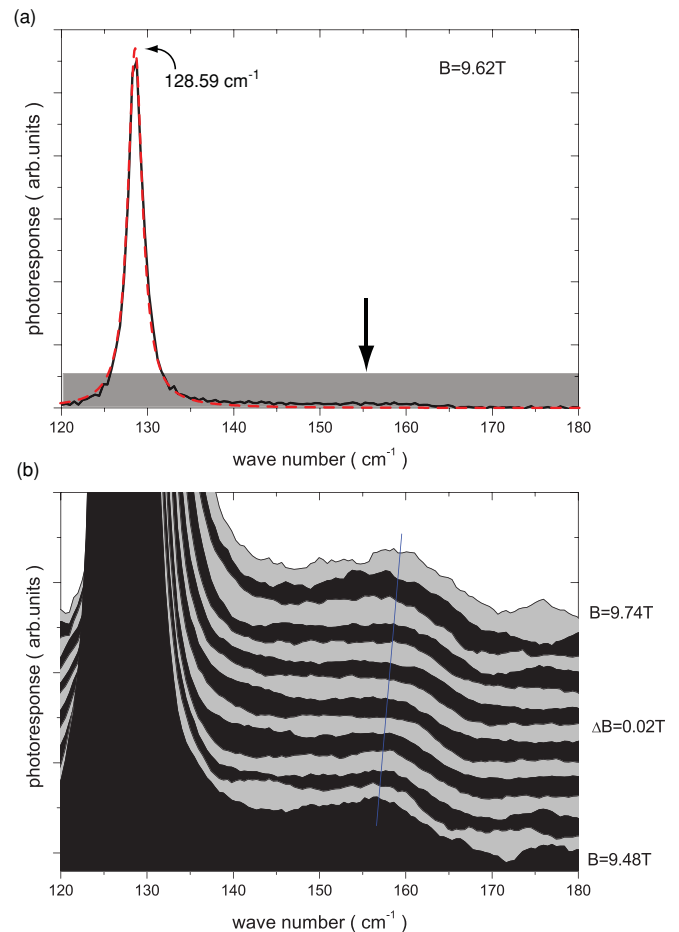 (a)
128.59 cm⁻¹
B=9.62T
photoresponse ( arb.units )
120 130 140 150 160 170 180
wave number ( cm⁻¹ )
(b)
photoresponse ( arb.units )
B=9.74T
ΔB=0.02T
B=9.48T
120 130 140 150 160 170 180
wave number ( cm⁻¹ )